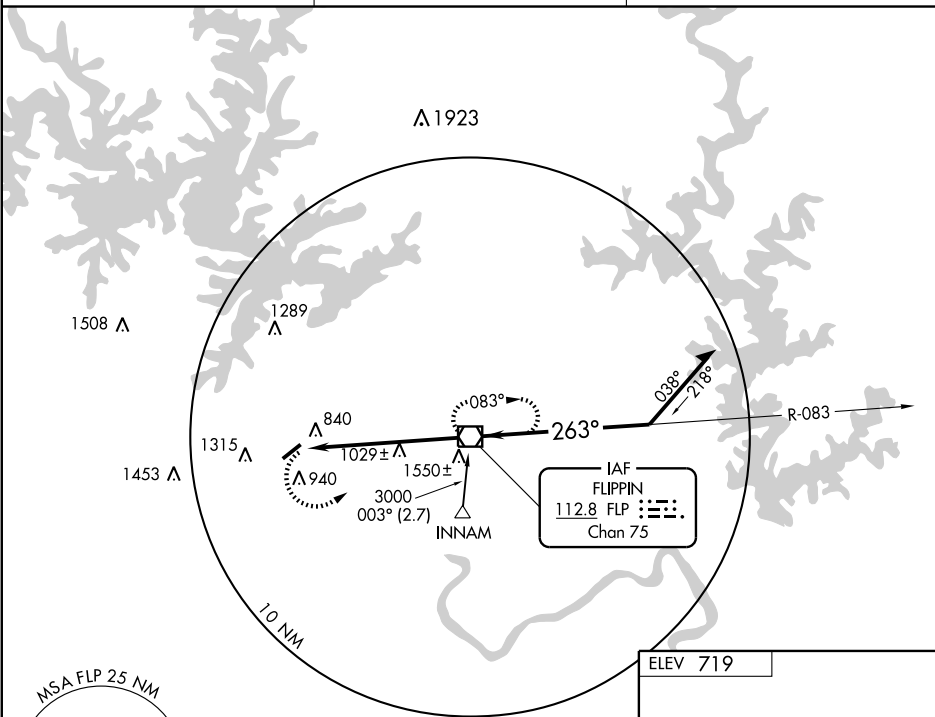 1923
1289
1508
038°
218°
083°
263°
R-083
840
1029±
1315
1550±
1453
940
3000
003° (2.7)
INNAM
IAF
FLIPPIN
112.8 FLP
Chan 75
10 NM
MSA FLP 25 NM
ELEV 719